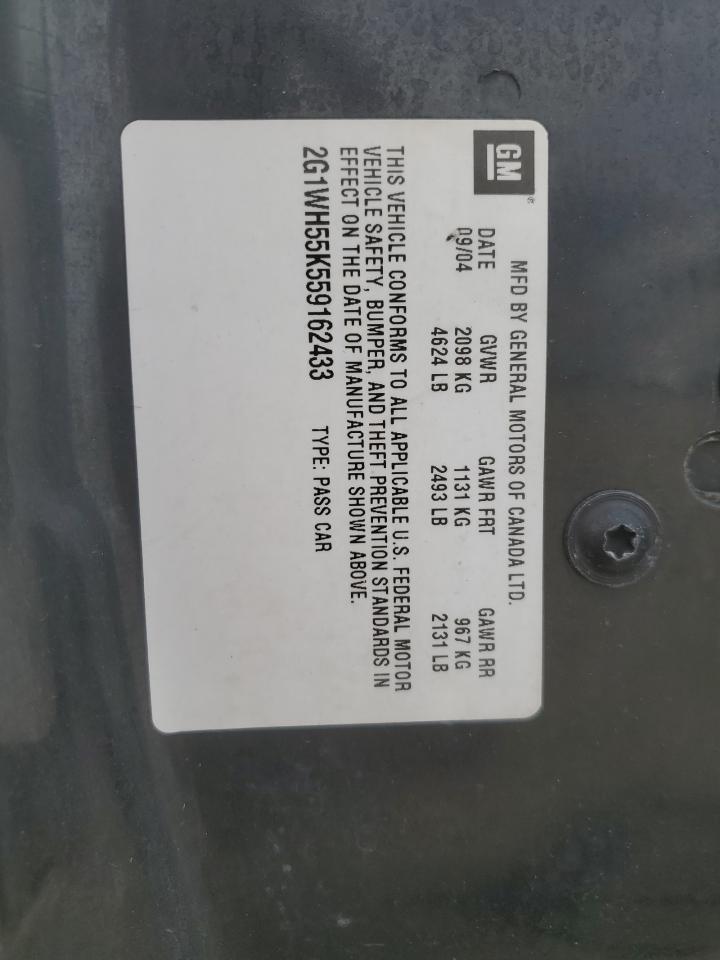 GM
MFD BY GENERAL MOTORS OF CANADA LTD.
DATE GVWR GAWR FRT GAWR RR
09/04 2098 KG 1131 KG 967 KG
4624 LB 2493 LB 2131 LB
THIS VEHICLE CONFORMS TO ALL APPLICABLE U.S. FEDERAL MOTOR
VEHICLE SAFETY, BUMPER, AND THEFT PREVENTION STANDARDS IN
EFFECT ON THE DATE OF MANUFACTURE SHOWN ABOVE.
2G1WH55K559162433 TYPE: PASS CAR